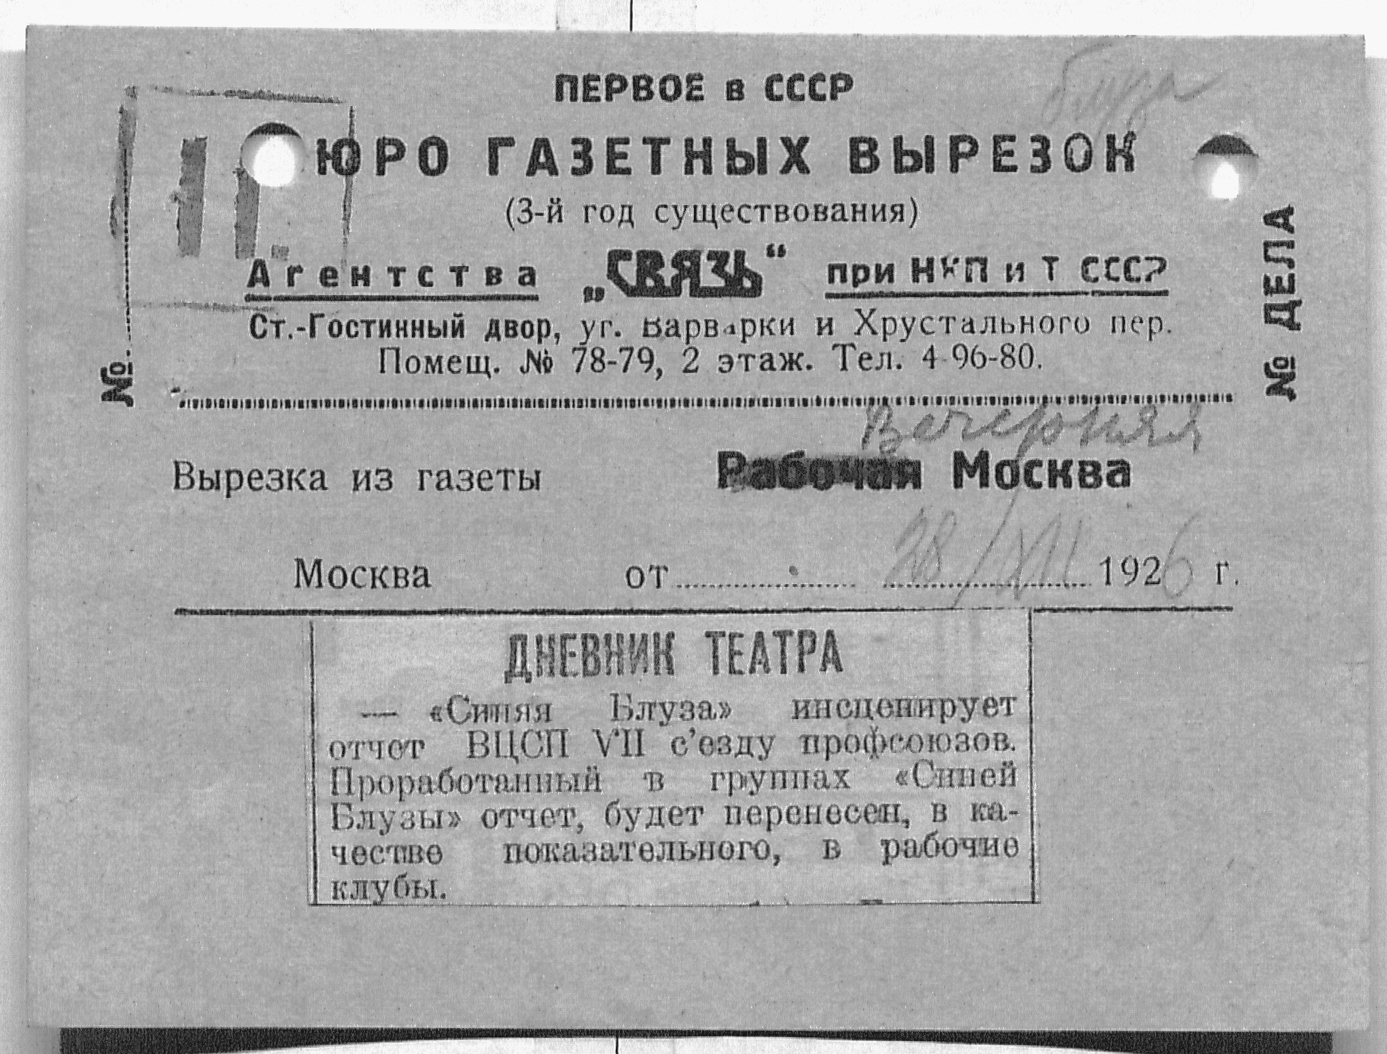 блуза
ПЕРВОЕ в СССР
ЮРО ГАЗЕТНЫХ ВЫРЕЗОК
(3-й год существования)
Агентства „СВЯЗЬ“ при НКП и Т СССР
Ст.-Гостинный двор, уг. Варварки и Хрустального пер.
Помещ. № 78-79, 2 этаж. Тел. 4-96-80.
№
№ ДЕЛА
Вечерняя
Вырезка из газеты Рабочая Москва
Москва от 28/XII 1926 г.
ДНЕВНИК ТЕАТРА
— «Синяя Блуза» инсценирует
отчет ВЦСП VII с'езду профсоюзов.
Проработанный в группах «Синей
Блузы» отчет, будет перенесен, в ка-
честве показательного, в рабочие
клубы.